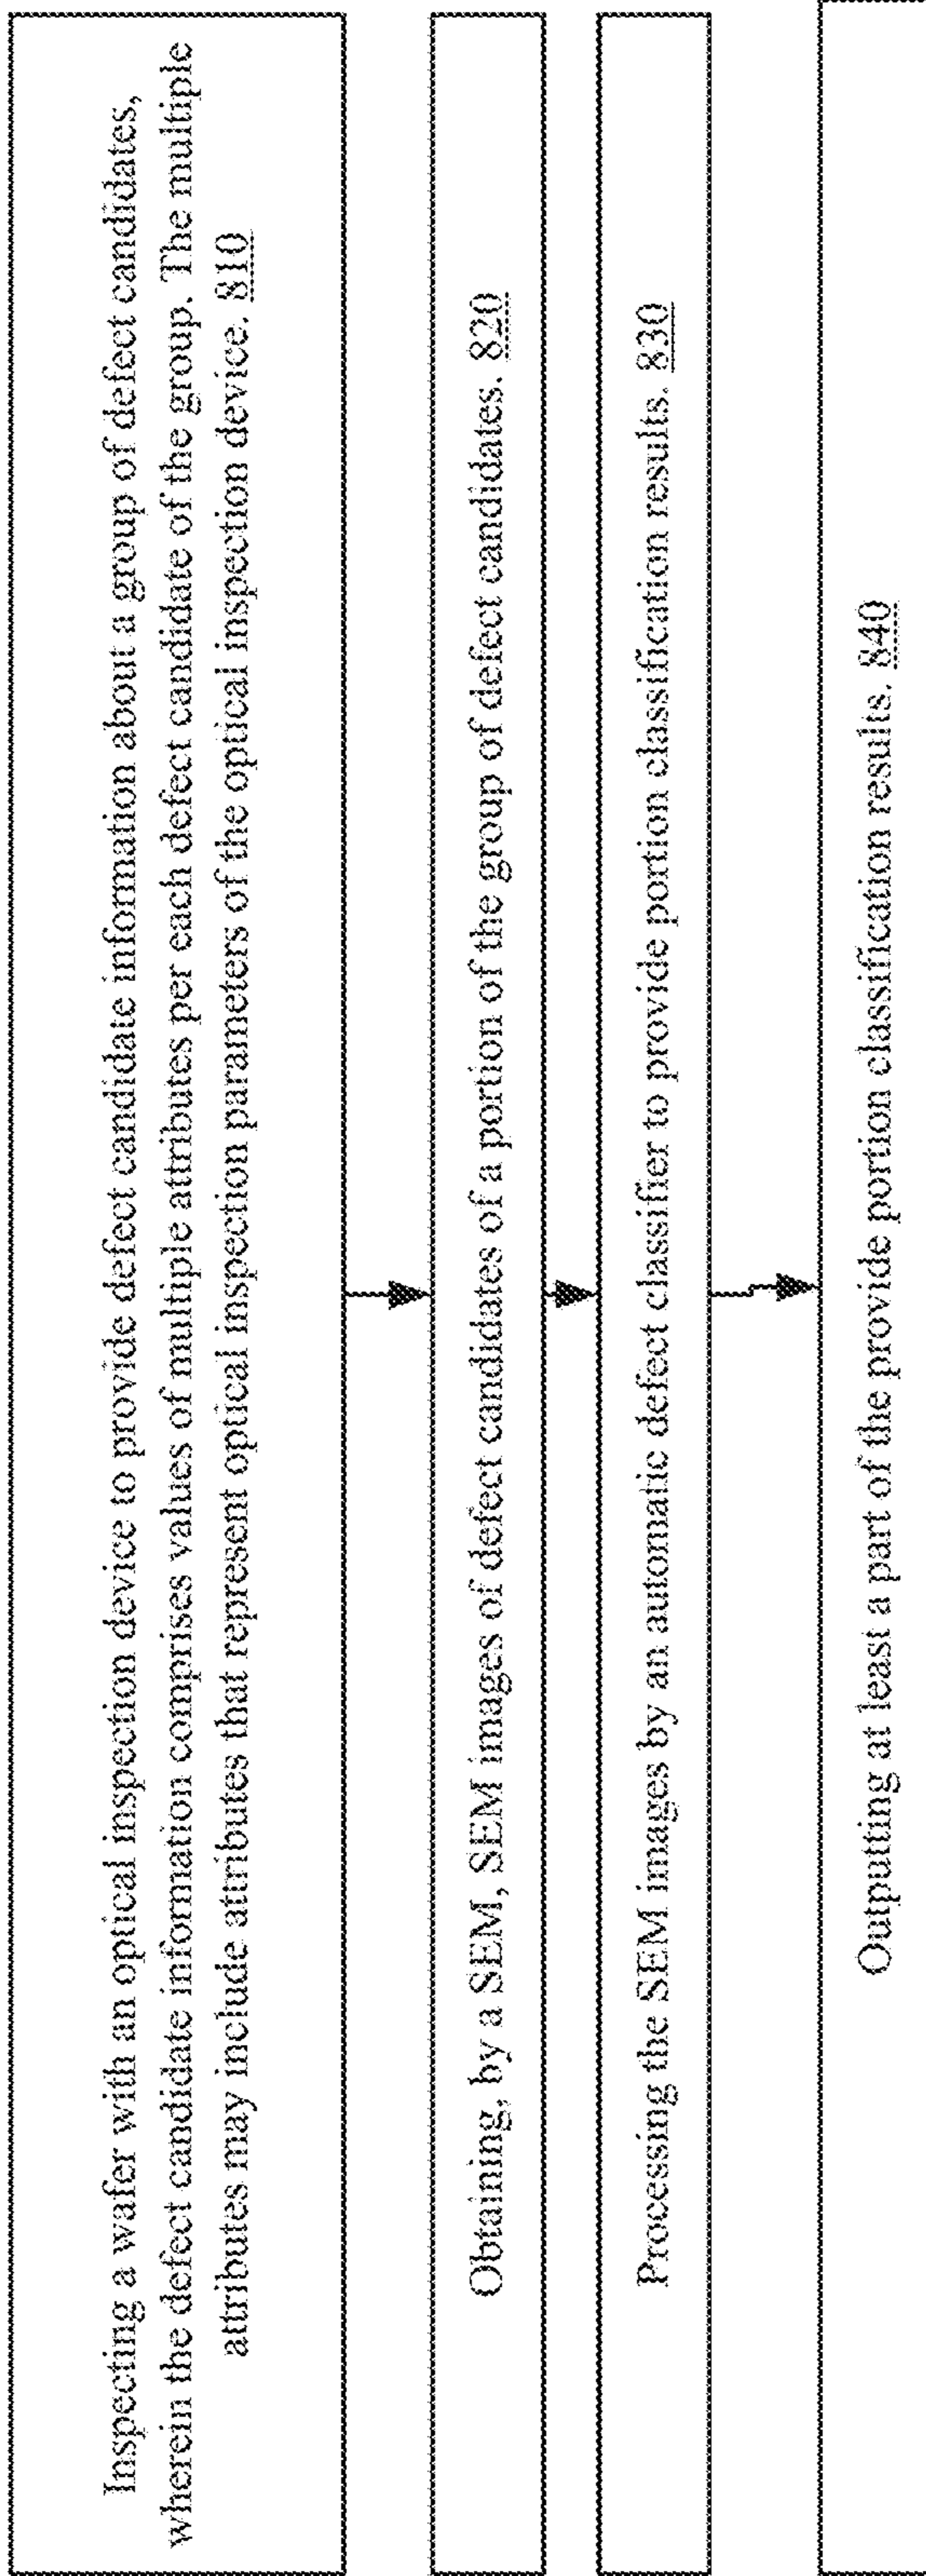 Inspecting a wafer with an optical inspection device to provide defect candidate information about a group of defect candidates,
wherein the defect candidate information comprises values of multiple attributes per each defect candidate of the group. The multiple
attributes may include attributes that represent optical inspection parameters of the optical inspection device. 810
Obtaining, by a SEM, SEM images of defect candidates of a portion of the group of defect candidates. 820
Processing the SEM images by an automatic defect classifier to provide portion classification results. 830
Outputting at least a part of the provide portion classification results. 840